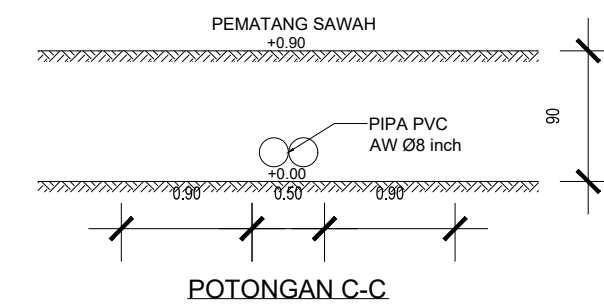 PEMATANG SAWAH
+0.90
PIPA PVC
AW Ø8 inch
90
+0.00
0.90 0.50 0.90
POTONGAN C-C